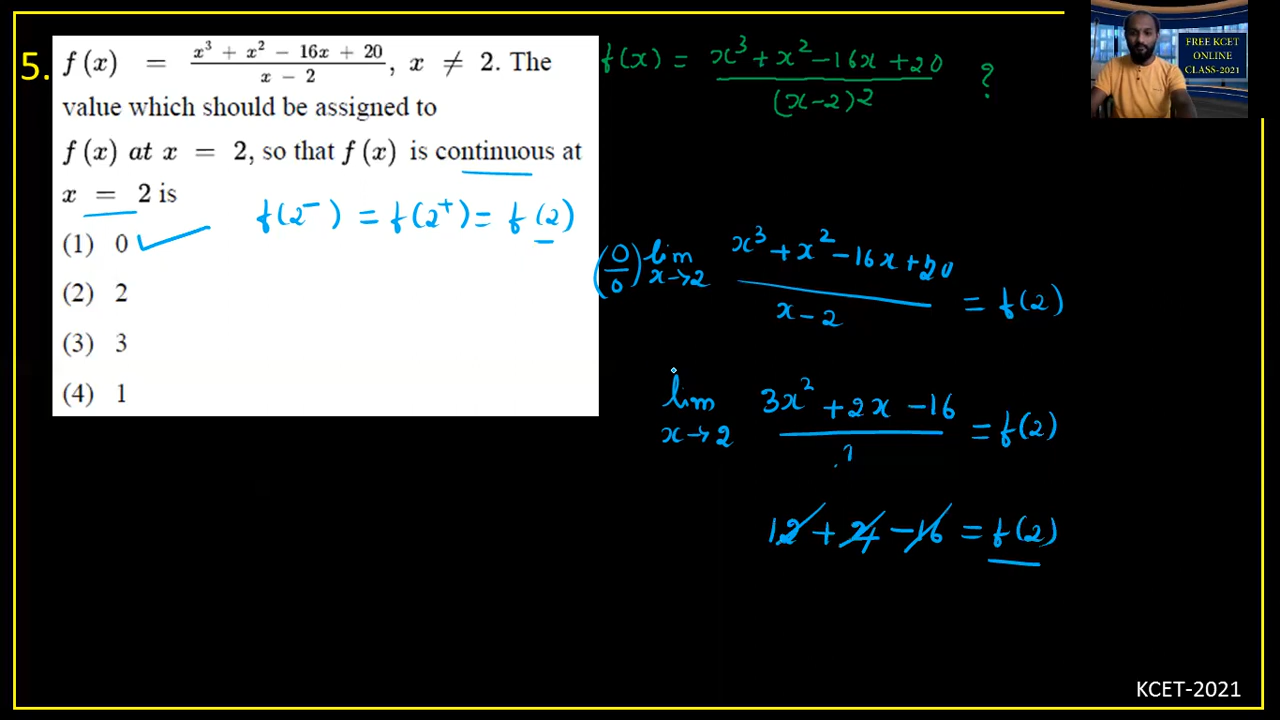 5.
f(x) = x³ + x² − 16x + 20 / x − 2, x ≠ 2. The
value which should be assigned to
f(x) at x = 2, so that f(x) is continuous at
x = 2 is
(1) 0 ✓
(2) 2
(3) 3
(4) 1
f(2⁻) = f(2⁺) = f(2)
f(x) = x³ + x² − 16x + 20 / (x−2)2 ?
(0/0) lim x→2 x³ + x² − 16x + 20 / x − 2 = f(2)
lim x→2 3x² + 2x − 16 / 1 = f(2)
12 + 4 − 16 = f(2)
FREE KCET
ONLINE
CLASS-2021
KCET-2021